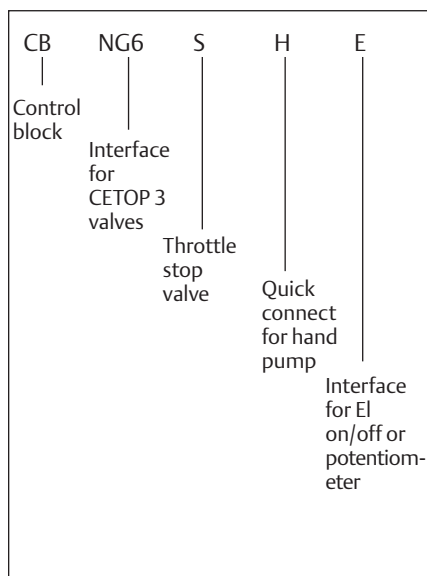 CB NG6 S H E
Control
block
Interface
for
CETOP 3
valves
Throttle
stop
valve
Quick
connect
for hand
pump
Interface
for El
on/off or
potentiom-
eter